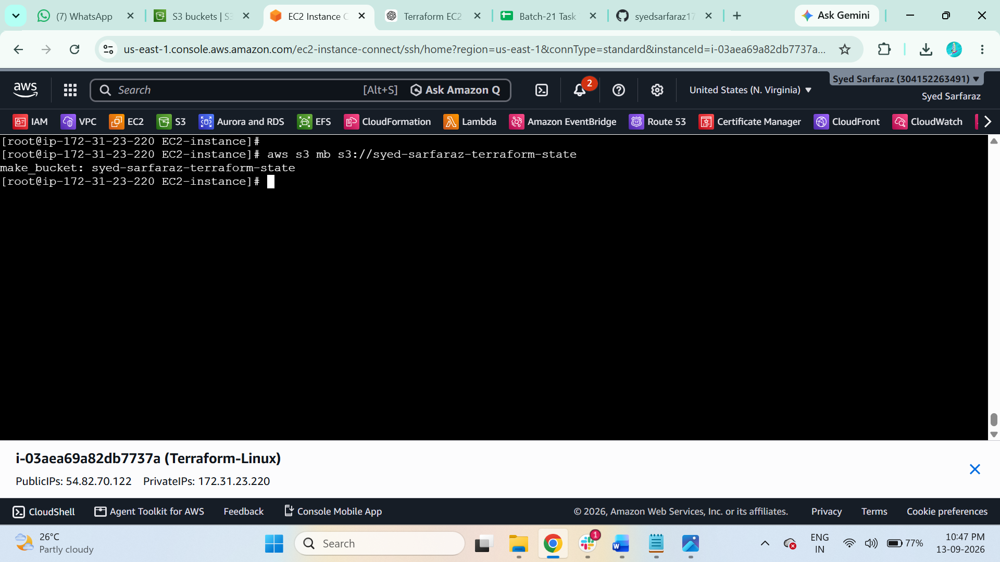 (7) WhatsApp
S3 buckets | S3
EC2 Instance C
Terraform EC2
Batch-21 Task
syedsarfaraz17
Ask Gemini
us-east-1.console.aws.amazon.com/ec2-instance-connect/ssh/home?region=us-east-1&connType=standard&instanceId=i-03aea69a82db7737a...
aws
Search
[Alt+S]
Ask Amazon Q
2
United States (N. Virginia)
Syed Sarfaraz (304152263491)
Syed Sarfaraz
IAM
VPC
EC2
S3
Aurora and RDS
EFS
CloudFormation
Lambda
Amazon EventBridge
Route 53
Certificate Manager
CloudFront
CloudWatch
[root@ip-172-31-23-220 EC2-instance]#
[root@ip-172-31-23-220 EC2-instance]# aws s3 mb s3://syed-sarfaraz-terraform-state
make_bucket: syed-sarfaraz-terraform-state
[root@ip-172-31-23-220 EC2-instance]#
i-03aea69a82db7737a (Terraform-Linux)
PublicIPs: 54.82.70.122 PrivateIPs: 172.31.23.220
CloudShell
Agent Toolkit for AWS
Feedback
Console Mobile App
© 2026, Amazon Web Services, Inc. or its affiliates.
Privacy
Terms
Cookie preferences
26°C
Partly cloudy
Search
1
ENG
IN
77%
10:47 PM
13-09-2026